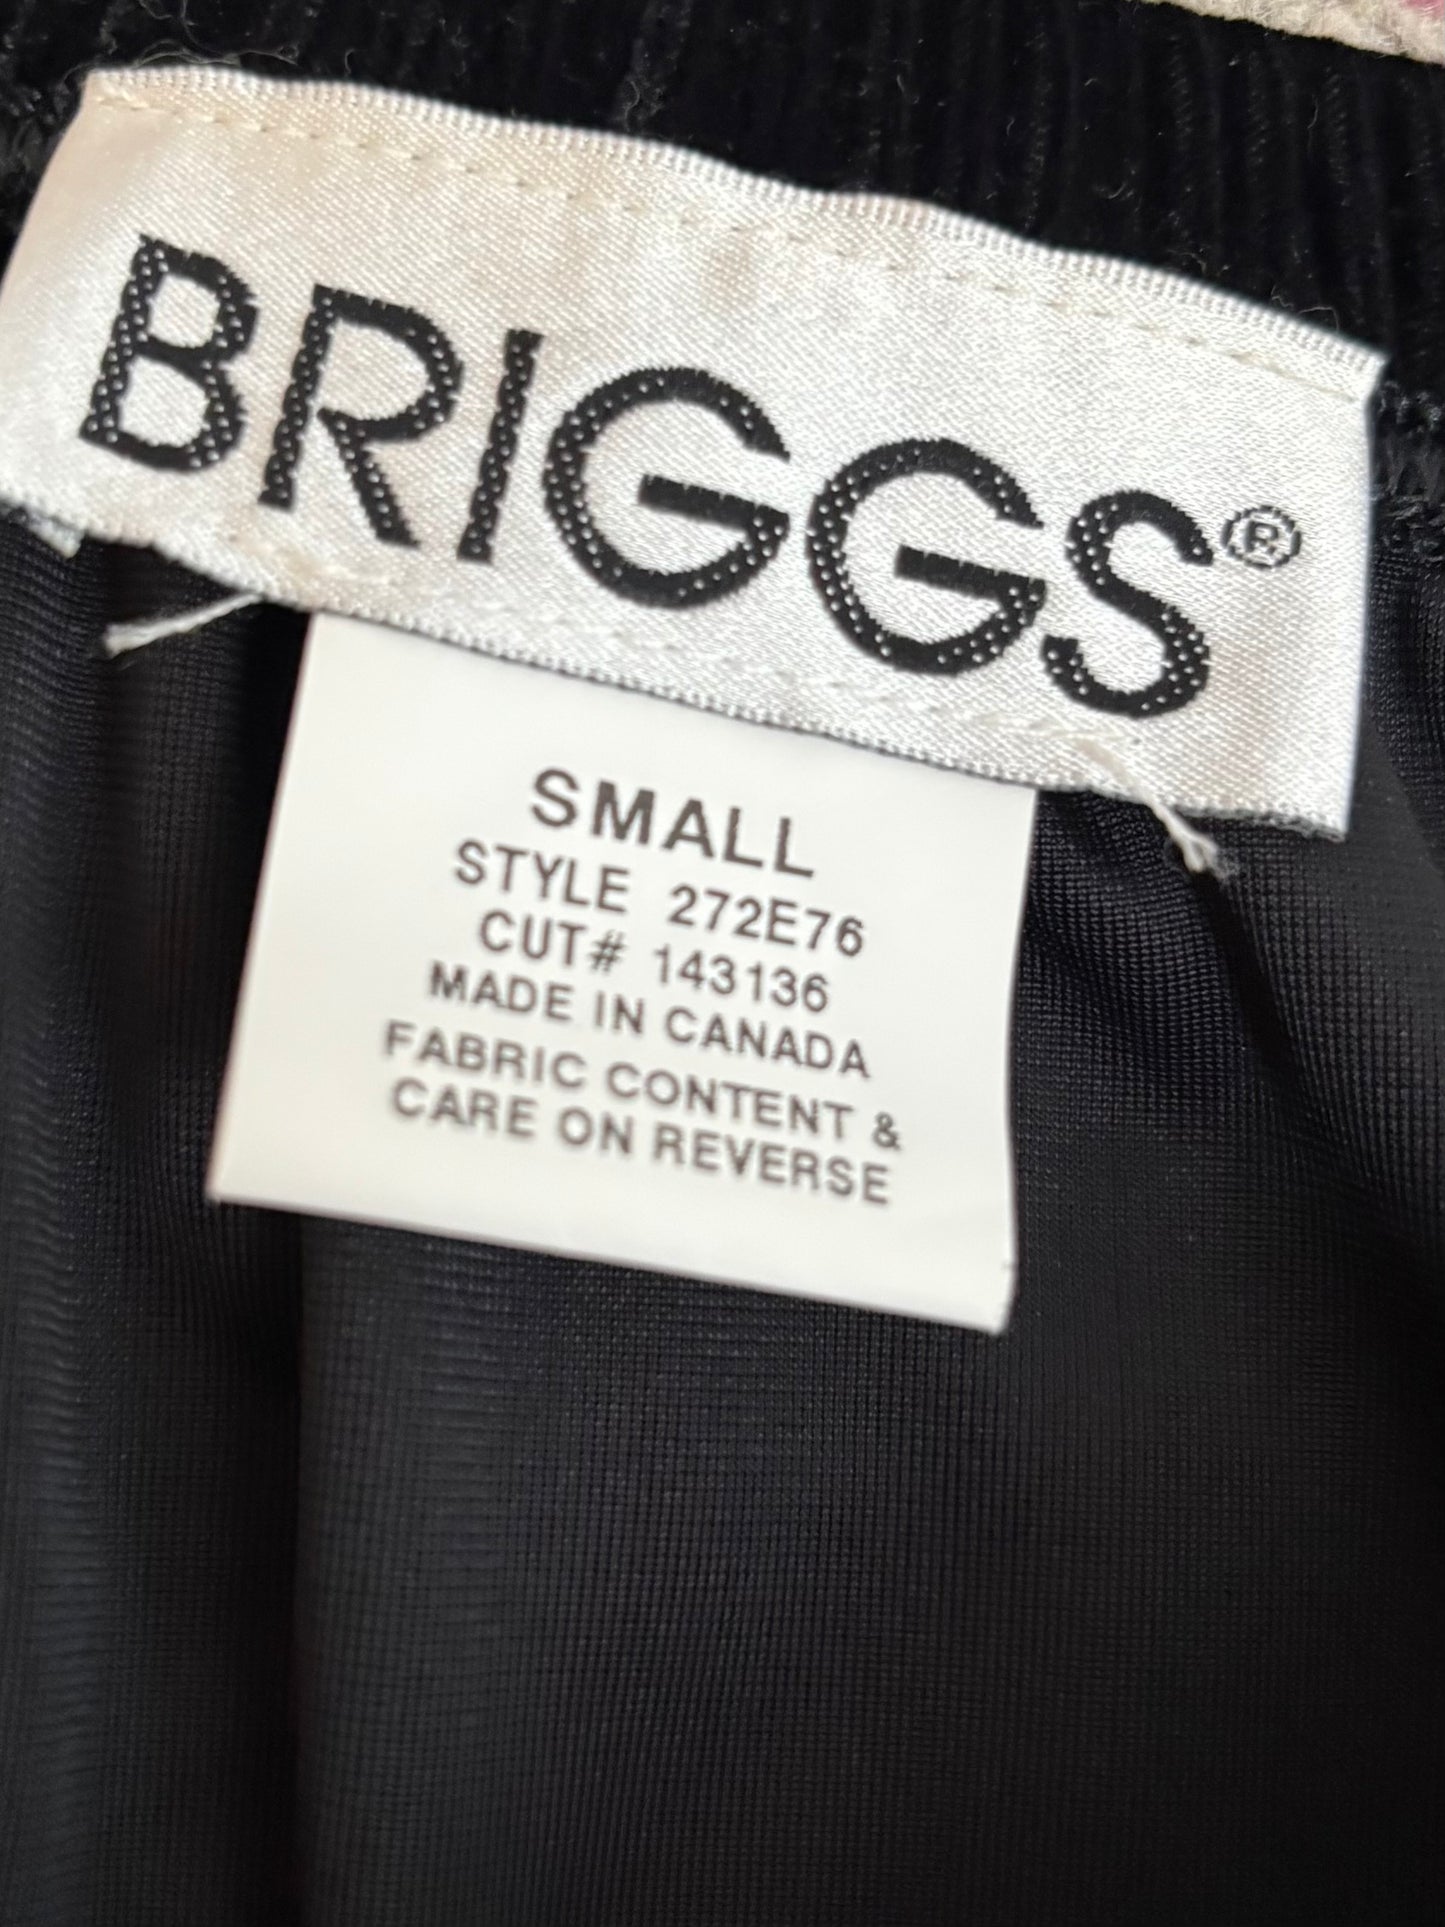 BRIGGS®
SMALL
STYLE 272E76
CUT# 143136
MADE IN CANADA
FABRIC CONTENT &
CARE ON REVERSE